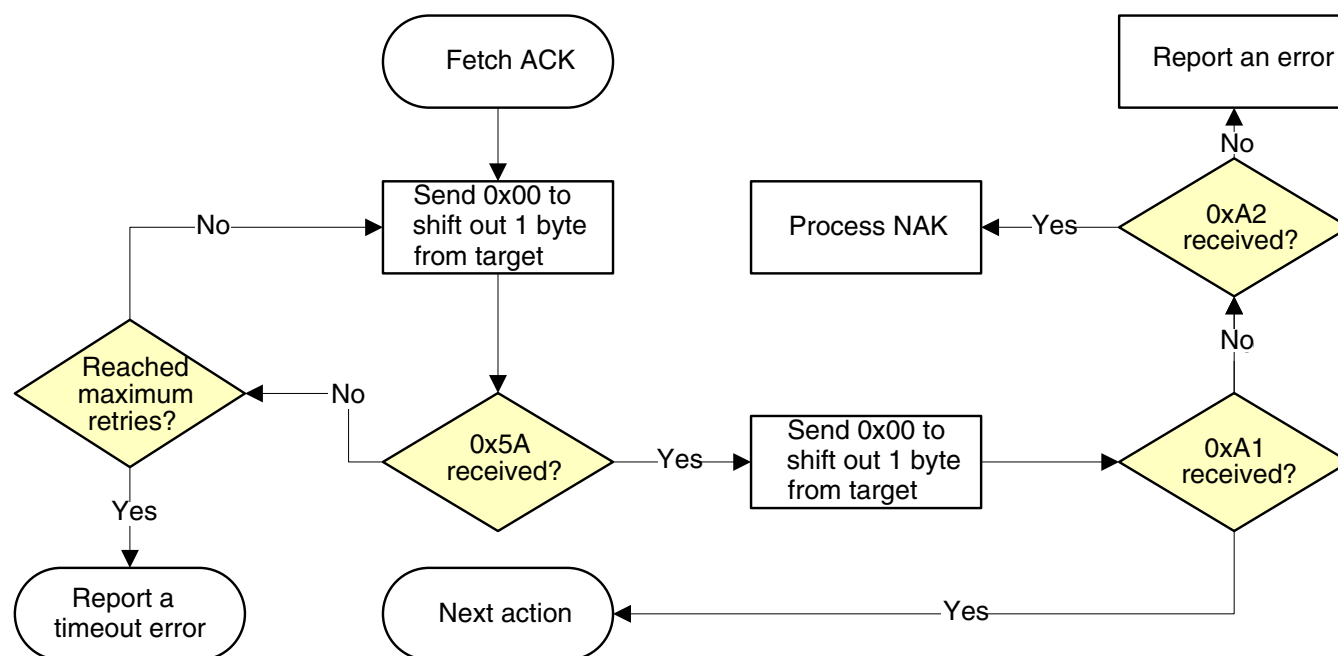 Fetch ACK
Report an error
No
Send 0x00 to
shift out 1 byte
from target
No
Process NAK
Yes
0xA2
received?
Reached
maximum
retries?
No
No
0x5A
received?
Yes
Send 0x00 to
shift out 1 byte
from target
0xA1
received?
Yes
Report a
timeout error
Next action
Yes